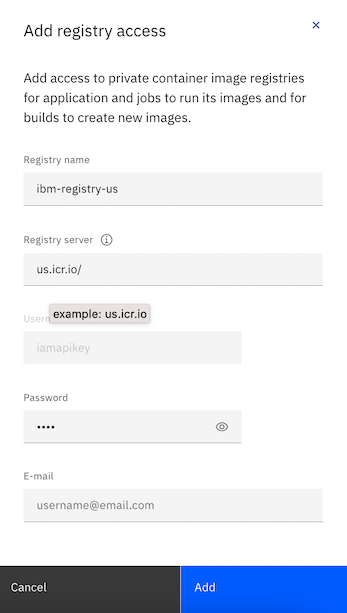 Add registry access
Add access to private container image registries
for application and jobs to run its images and for
builds to create new images.
Registry name
ibm-registry-us
Registry server
us.icr.io/
example: us.icr.io
iamapikey
Password
••••
E-mail
username@email.com
Cancel
Add